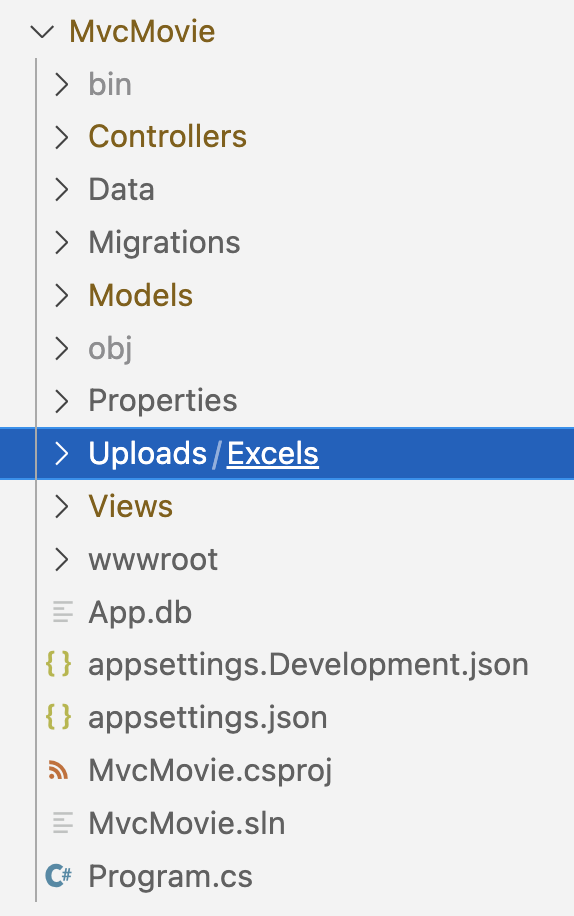 MvcMovie
bin
Controllers
Data
Migrations
Models
obj
Properties
Uploads / Excels
Views
wwwroot
App.db
{ } appsettings.Development.json
{ } appsettings.json
MvcMovie.csproj
MvcMovie.sln
C# Program.cs